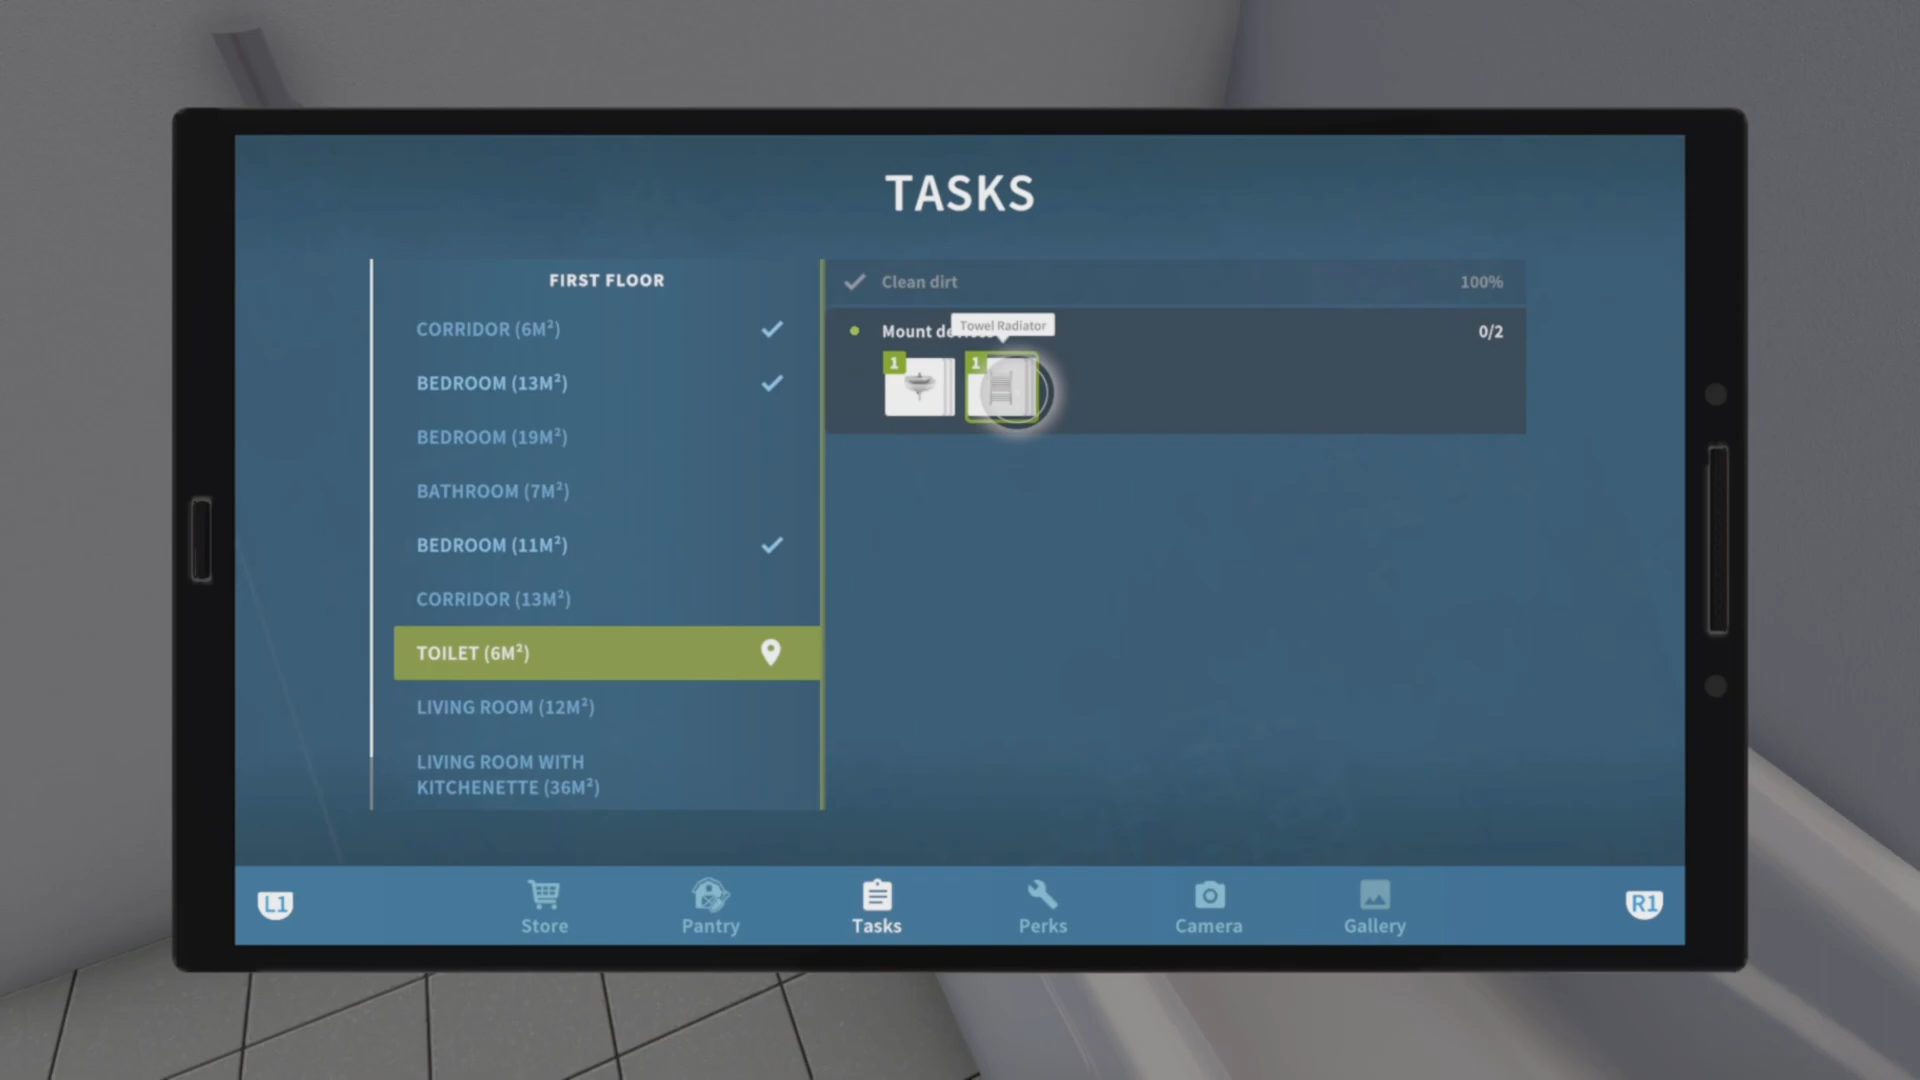 TASKS
FIRST FLOOR
CORRIDOR (6M²)
BEDROOM (13M²)
BEDROOM (19M²)
BATHROOM (7M²)
BEDROOM (11M²)
CORRIDOR (13M²)
TOILET (6M²)
LIVING ROOM (12M²)
LIVING ROOM WITH
KITCHENETTE (36M²)
Clean dirt 100%
Towel Radiator
Mount 0/2
1 1
L1
Store
Pantry
Tasks
Perks
Camera
Gallery
R1